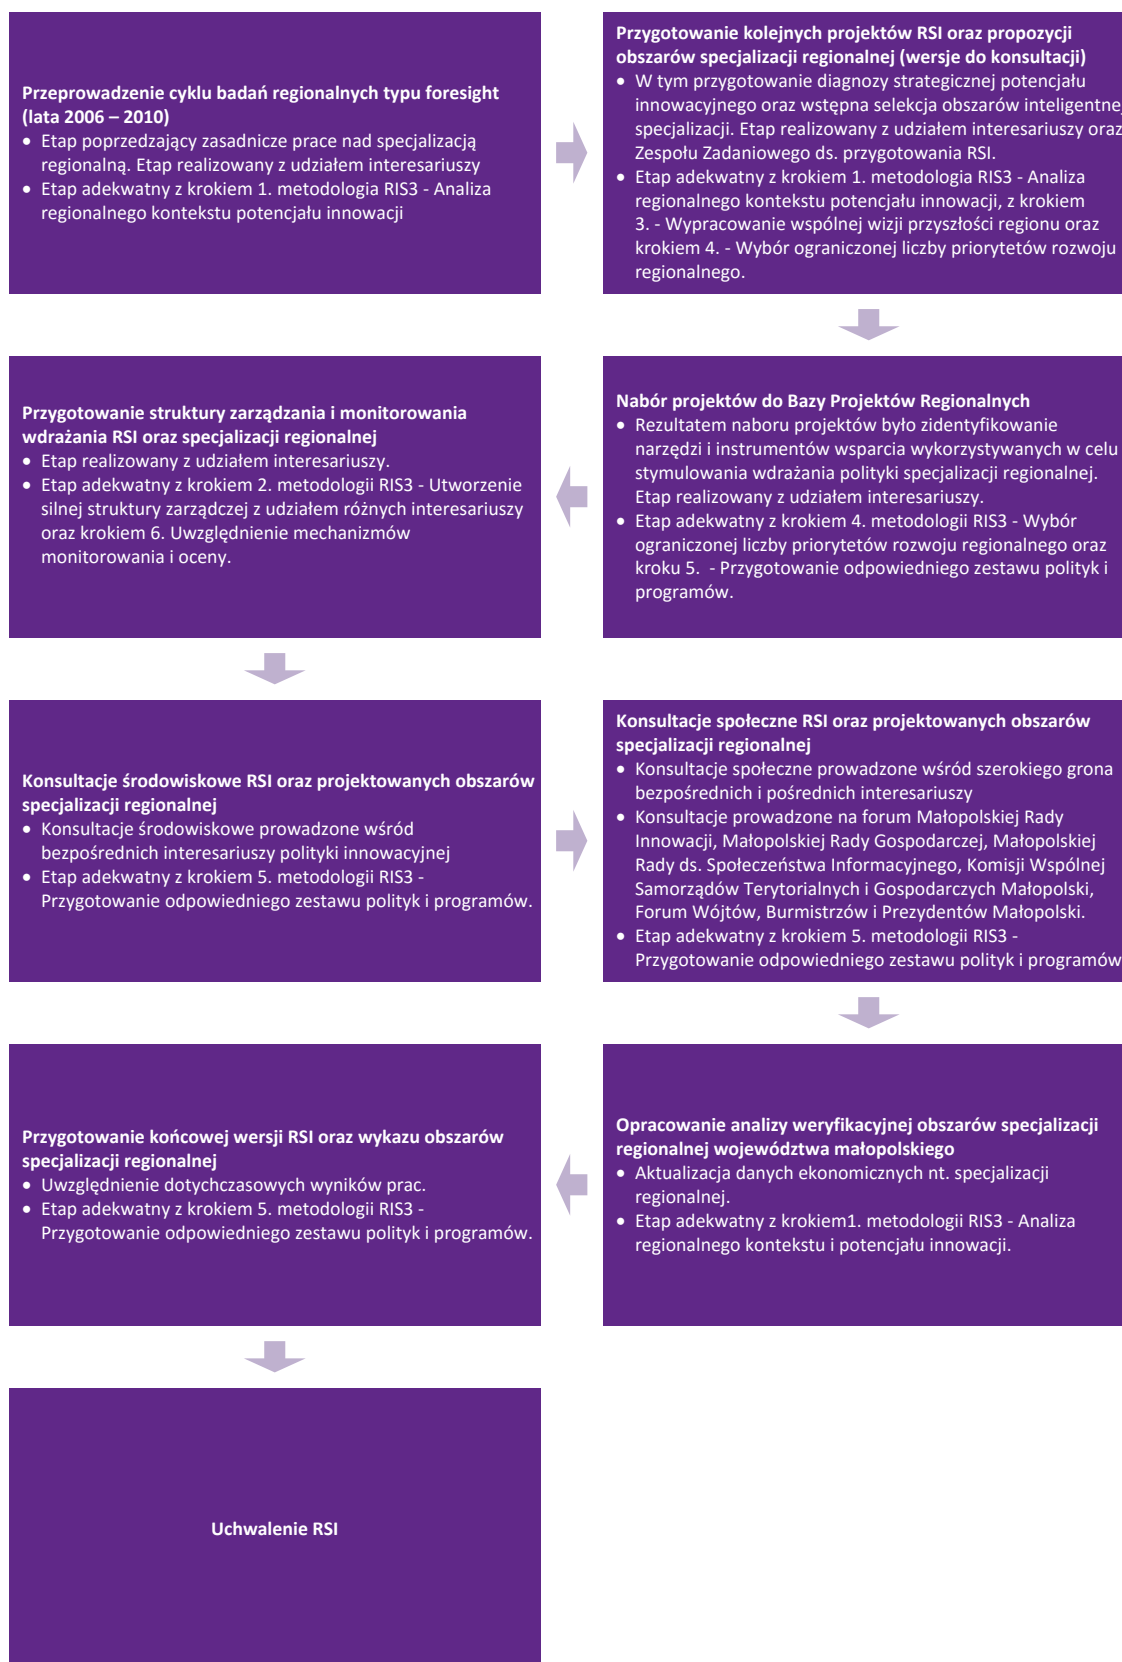 Przeprowadzenie cyklu badań regionalnych typu foresight
(lata 2006 – 2010)
• Etap poprzedzający zasadnicze prace nad specjalizacją
regionalną. Etap realizowany z udziałem interesariuszy
• Etap adekwatny z krokiem 1. metodologia RIS3 - Analiza
regionalnego kontekstu potencjału innowacji
Przygotowanie kolejnych projektów RSI oraz propozycji
obszarów specjalizacji regionalnej (wersje do konsultacji)
• W tym przygotowanie diagnozy strategicznej potencjału
innowacyjnego oraz wstępna selekcja obszarów inteligentnej
specjalizacji. Etap realizowany z udziałem interesariuszy oraz
Zespołu Zadaniowego ds. przygotowania RSI.
• Etap adekwatny z krokiem 1. metodologia RIS3 - Analiza
regionalnego kontekstu potencjału innowacji, z krokiem
3. - Wypracowanie wspólnej wizji przyszłości regionu oraz
krokiem 4. - Wybór ograniczonej liczby priorytetów rozwoju
regionalnego.
Nabór projektów do Bazy Projektów Regionalnych
• Rezultatem naboru projektów było zidentyfikowanie
narzędzi i instrumentów wsparcia wykorzystywanych w celu
stymulowania wdrażania polityki specjalizacji regionalnej.
Etap realizowany z udziałem interesariuszy.
• Etap adekwatny z krokiem 4. metodologii RIS3 - Wybór
ograniczonej liczby priorytetów rozwoju regionalnego oraz
kroku 5.  - Przygotowanie odpowiedniego zestawu polityk i
programów.
Przygotowanie struktury zarządzania i monitorowania
wdrażania RSI oraz specjalizacji regionalnej
• Etap realizowany z udziałem interesariuszy.
• Etap adekwatny z krokiem 2. metodologii RIS3 - Utworzenie
silnej struktury zarządczej z udziałem różnych interesariuszy
oraz krokiem 6. Uwzględnienie mechanizmów
monitorowania i oceny.
Konsultacje środowiskowe RSI oraz projektowanych obszarów
specjalizacji regionalnej
• Konsultacje środowiskowe prowadzone wśród
bezpośrednich interesariuszy polityki innowacyjnej
• Etap adekwatny z krokiem 5. metodologii RIS3 -
Przygotowanie odpowiedniego zestawu polityk i programów.
Konsultacje społeczne RSI oraz projektowanych obszarów
specjalizacji regionalnej
• Konsultacje społeczne prowadzone wśród szerokiego grona
bezpośrednich i pośrednich interesariuszy
• Konsultacje prowadzone na forum Małopolskiej Rady
Innowacji, Małopolskiej Rady Gospodarczej, Małopolskiej
Rady ds. Społeczeństwa Informacyjnego, Komisji Wspólnej
Samorządów Terytorialnych i Gospodarczych Małopolski,
Forum Wójtów, Burmistrzów i Prezydentów Małopolski.
• Etap adekwatny z krokiem 5. metodologii RIS3 -
Przygotowanie odpowiedniego zestawu polityk i programów
Opracowanie analizy weryfikacyjnej obszarów specjalizacji
regionalnej województwa małopolskiego
• Aktualizacja danych ekonomicznych nt. specjalizacji
regionalnej.
• Etap adekwatny z krokiem1. metodologii RIS3 - Analiza
regionalnego kontekstu i potencjału innowacji.
Przygotowanie końcowej wersji RSI oraz wykazu obszarów
specjalizacji regionalnej
• Uwzględnienie dotychczasowych wyników prac.
• Etap adekwatny z krokiem 5. metodologii RIS3 -
Przygotowanie odpowiedniego zestawu polityk i programów.
Uchwalenie RSI